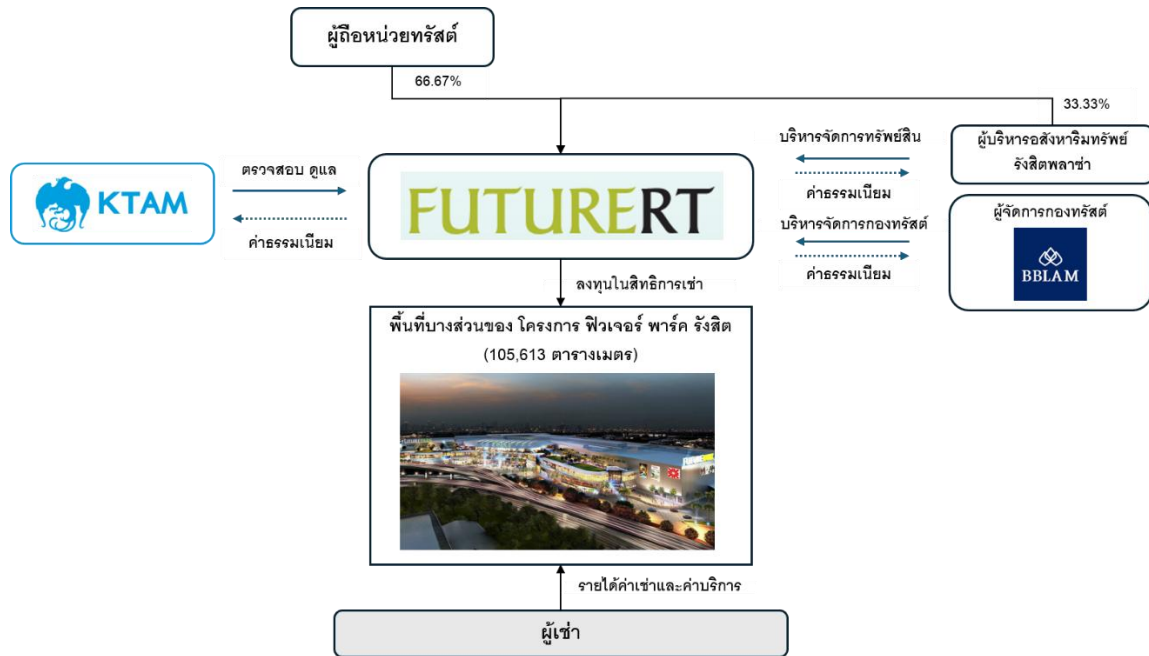 ผู้ถือหน่วยทรัสต์
66.67%
33.33%
บริหารจัดการทรัพย์สิน
ผู้บริหารอสังหาริมทรัพย์
รังสิตพลาซ่า
ตรวจสอบ ดูแล
KTAM
FUTURERT
ค่าธรรมเนียม
ค่าธรรมเนียม
บริหารจัดการกองทรัสต์
ผู้จัดการกองทรัสต์
ค่าธรรมเนียม
BBLAM
ลงทุนในสิทธิการเช่า
พื้นที่บางส่วนของ โครงการ ฟิวเจอร์ พาร์ค รังสิต
(105,613 ตารางเมตร)
รายได้ค่าเช่าและค่าบริการ
ผู้เช่า